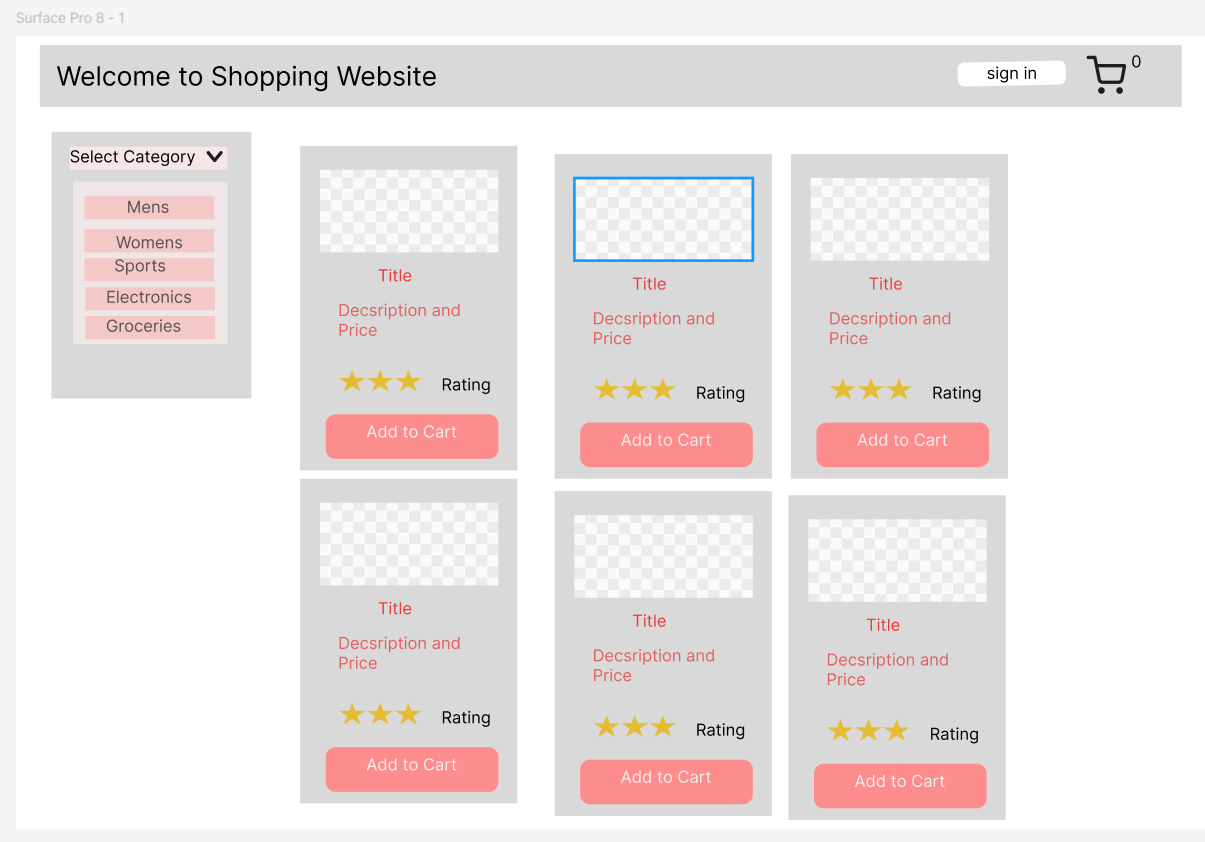 Surface Pro 8 - 1
Welcome to Shopping Website
sign in
0
Select Category
Mens
Womens
Sports
Electronics
Groceries
Title
Decsription and
Price
Rating
Add to Cart
Title
Decsription and
Price
Rating
Add to Cart
Title
Decsription and
Price
Rating
Add to Cart
Title
Decsription and
Price
Rating
Add to Cart
Title
Decsription and
Price
Rating
Add to Cart
Title
Decsription and
Price
Rating
Add to Cart